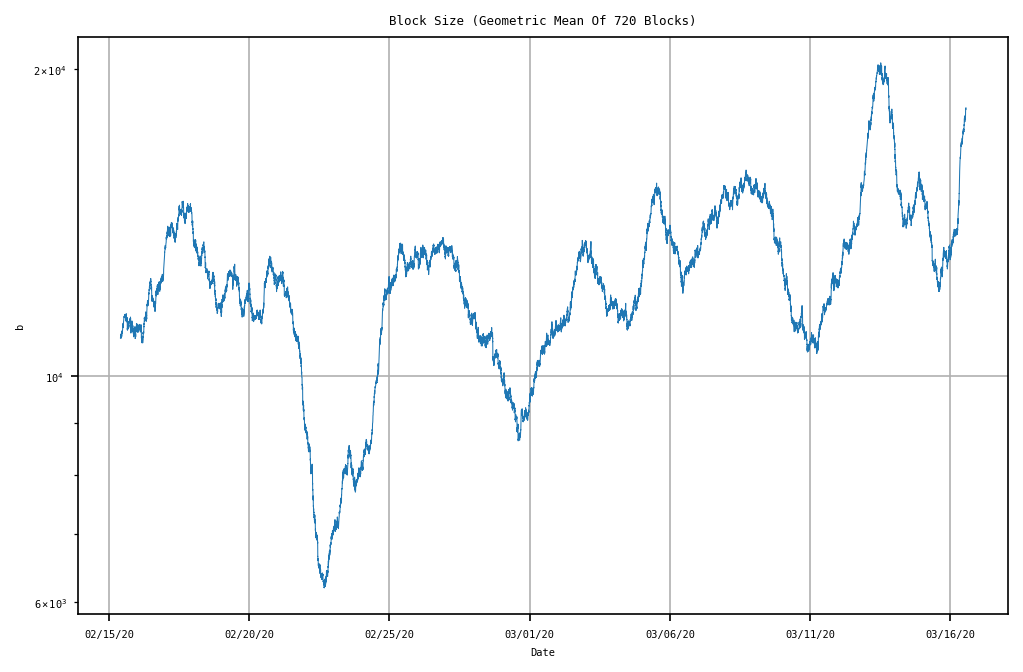 Block Size (Geometric Mean Of 720 Blocks)
2×10⁴
10⁴
6×10³
b
02/15/20 02/20/20 02/25/20 03/01/20 03/06/20 03/11/20 03/16/20
Date